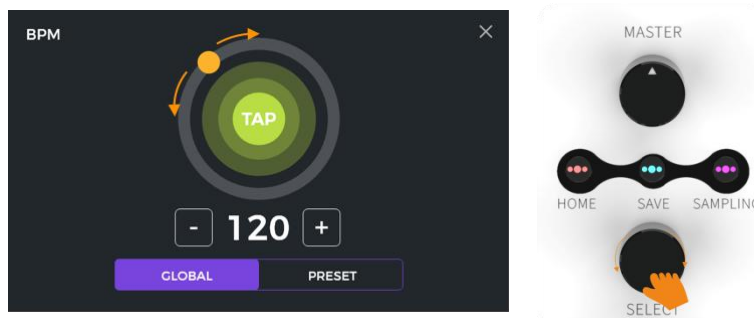 BPM
TAP
- 120 +
GLOBAL PRESET
MASTER
HOME SAVE SAMPLING
SELECT